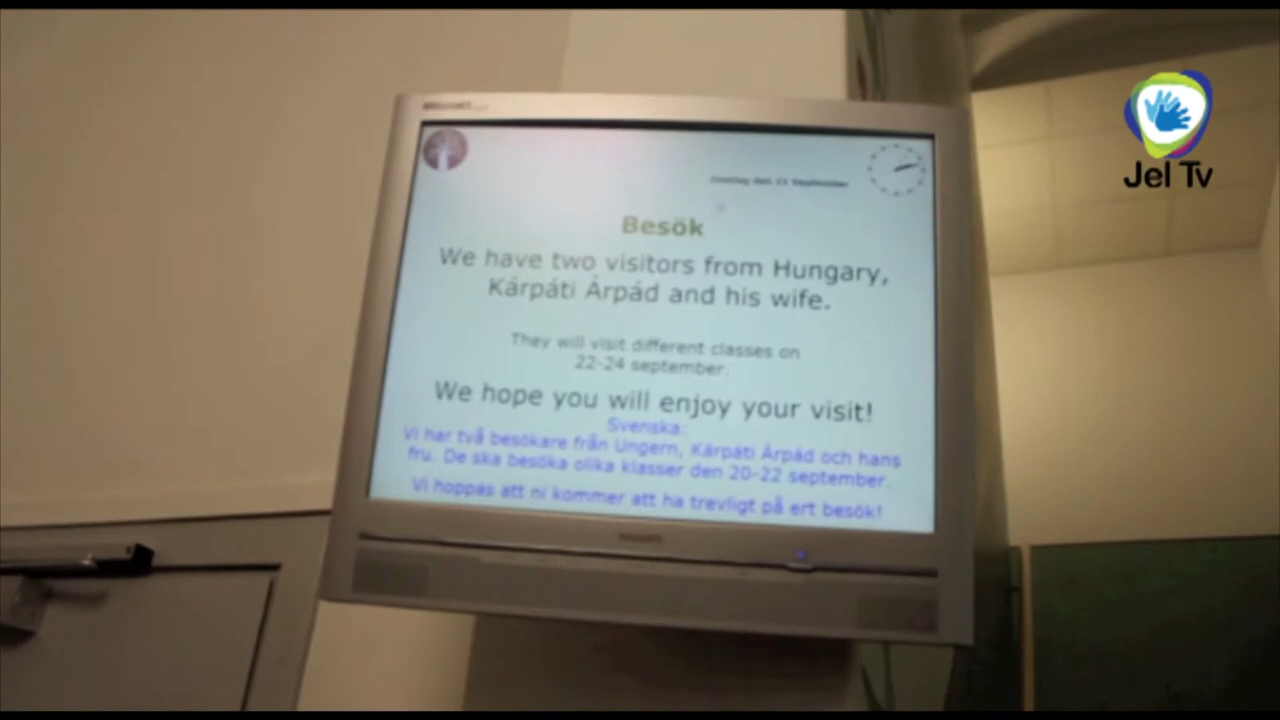 Jel Tv
Besök
We have two visitors from Hungary,
Kárpáti Árpád and his wife.
They will visit different classes on
22-24 september.
We hope you will enjoy your visit!
Svenska:
Vi har två besökare från Ungern, Kárpáti Árpád och hans
fru. De ska besöka olika klasser den 20-22 september.
Vi hoppas att ni kommer att ha trevligt på ert besök!
PHILIPS